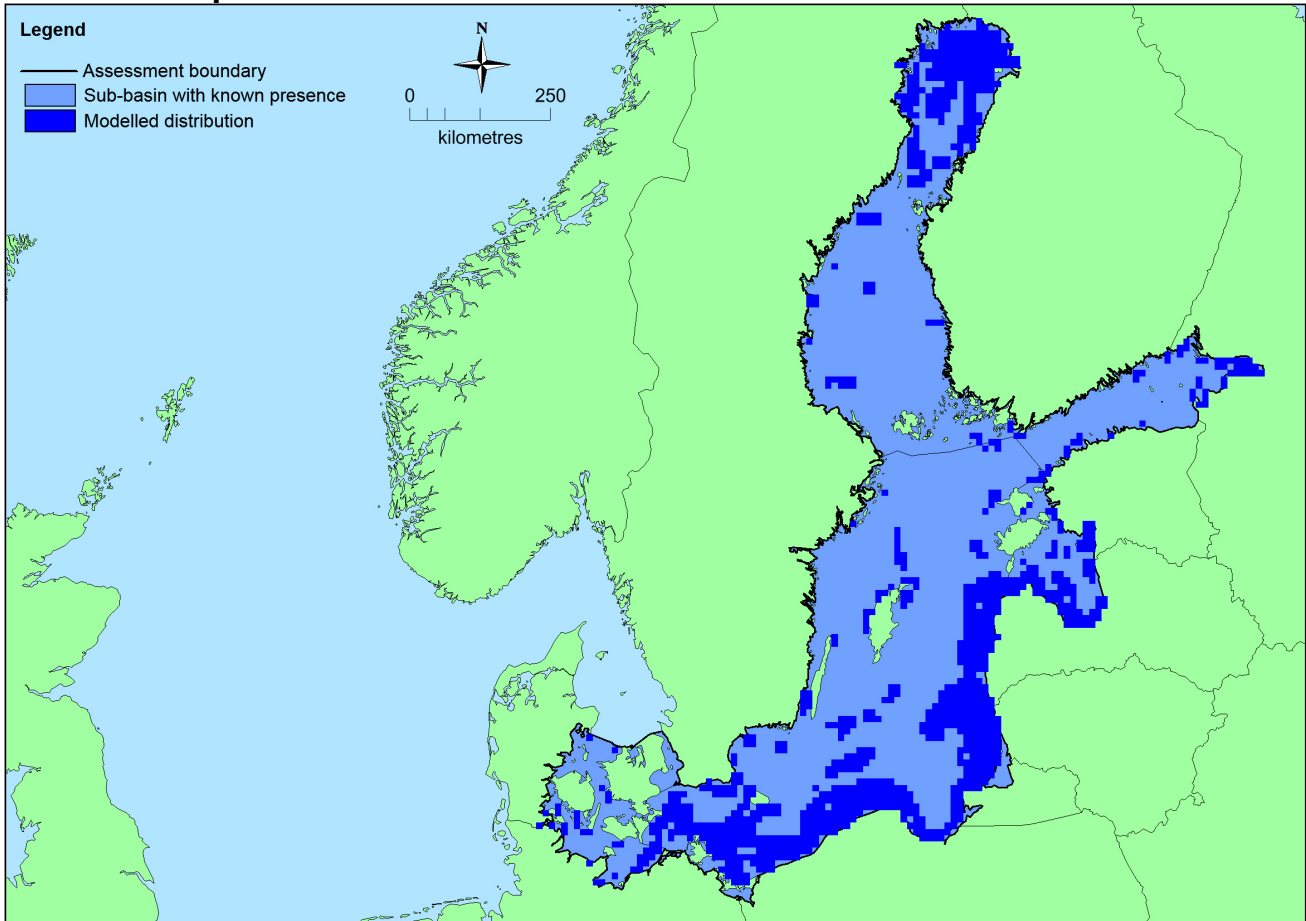 Legend
N
Assessment boundary
Sub-basin with known presence
Modelled distribution
0 250
kilometres